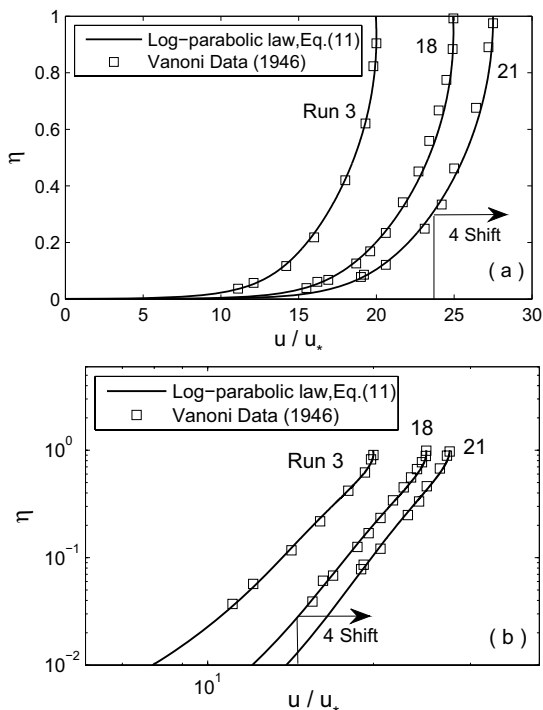 Log−parabolic law,Eq.(11)
Vanoni Data (1946)
1
0.8
0.6
0.4
0.2
0
η
Run 3
18
21
4 Shift
( a )
0 5 10 15 20 25 30
u / u*
Log−parabolic law,Eq.(11)
Vanoni Data (1946)
10^0
10^−1
10^−2
η
Run 3
18
21
4 Shift
( b )
10^1
u / u*